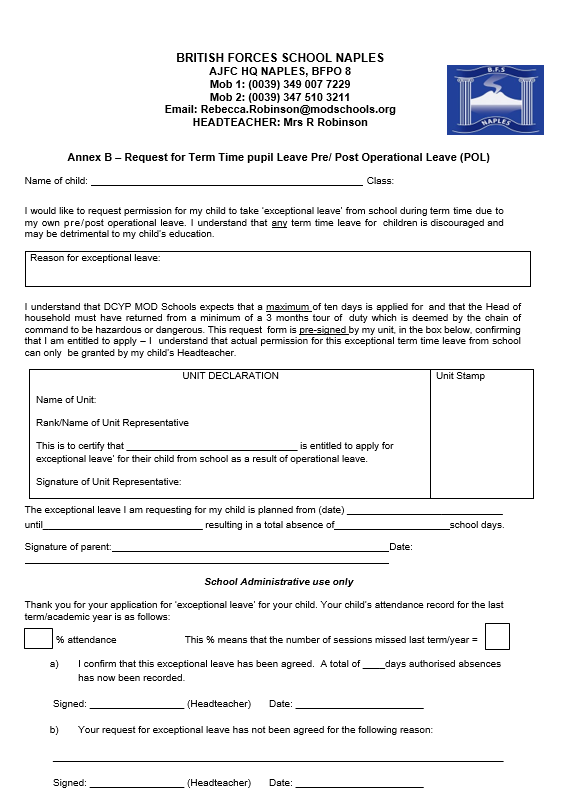 BRITISH FORCES SCHOOL NAPLES
AJFC HQ NAPLES, BFPO 8
Mob 1: (0039) 349 007 7229
Mob 2: (0039) 347 510 3211
Email: Rebecca.Robinson@modschools.org
HEADTEACHER: Mrs R Robinson
B.F.S
NAPLES
Annex B – Request for Term Time pupil Leave Pre/ Post Operational Leave (POL)
Name of child: ______________________ Class:
I would like to request permission for my child to take 'exceptional leave' from school during term time due to
my own pre/post operational leave. I understand that any term time leave for children is discouraged and
may be detrimental to my child's education.
Reason for exceptional leave:
I understand that DCYP MOD Schools expects that a maximum of ten days is applied for and that the Head of
household must have returned from a minimum of a 3 months tour of duty which is deemed by the chain of
command to be hazardous or dangerous. This request form is pre-signed by my unit, in the box below, confirming
that I am entitled to apply – I understand that actual permission for this exceptional term time leave from school
can only be granted by my child's Headteacher.
UNIT DECLARATION
Unit Stamp
Name of Unit:
Rank/Name of Unit Representative
This is to certify that ______________ is entitled to apply for
exceptional leave' for their child from school as a result of operational leave.
Signature of Unit Representative:
The exceptional leave I am requesting for my child is planned from (date) ______________
until______________ resulting in a total absence of______________school days.
Signature of parent:______________________Date:
______________________
School Administrative use only
Thank you for your application for 'exceptional leave' for your child. Your child's attendance record for the last
term/academic year is as follows:
% attendance This % means that the number of sessions missed last term/year =
a) I confirm that this exceptional leave has been agreed. A total of ____days authorised absences
has now been recorded.
Signed: ______________ (Headteacher) Date: ______________
b) Your request for exceptional leave has not been agreed for the following reason:
______________________
Signed: ______________ (Headteacher) Date: ______________